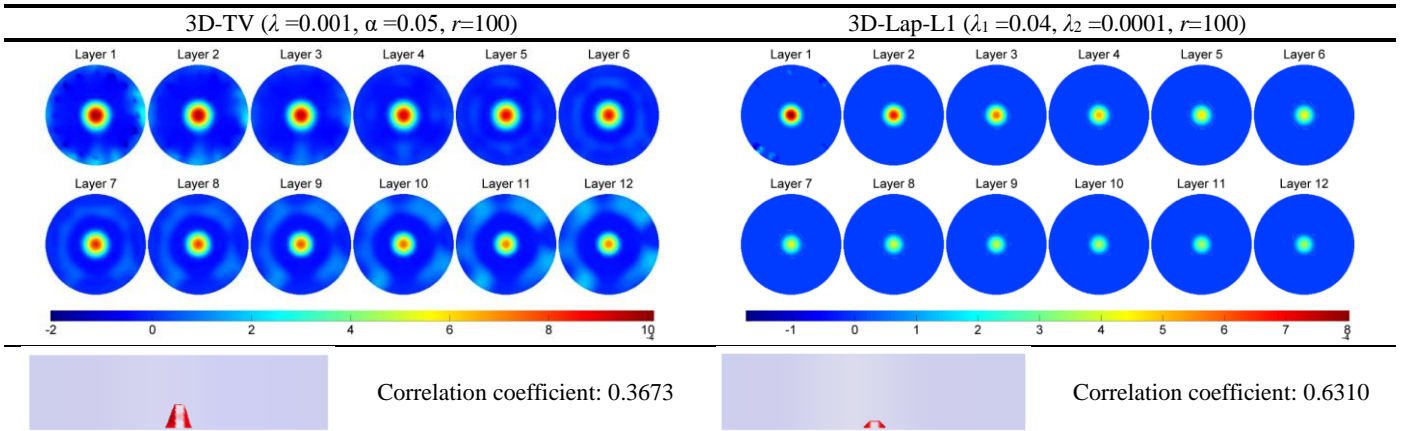 3D-TV (λ =0.001, α =0.05, r=100)
3D-Lap-L1 (λ1 =0.04, λ2 =0.0001, r=100)
Layer 1 Layer 2 Layer 3 Layer 4 Layer 5 Layer 6
Layer 7 Layer 8 Layer 9 Layer 10 Layer 11 Layer 12
-2 0 2 4 6 8 10
-4
Layer 1 Layer 2 Layer 3 Layer 4 Layer 5 Layer 6
Layer 7 Layer 8 Layer 9 Layer 10 Layer 11 Layer 12
-1 0 1 2 3 4 5 6 7 8
-4
Correlation coefficient: 0.3673
Correlation coefficient: 0.6310